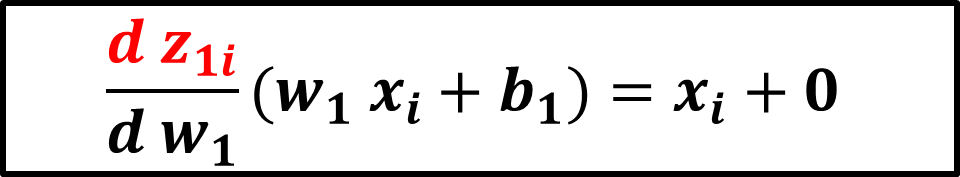 d z₁ᵢ / d w₁ (w₁ xᵢ + b₁) = xᵢ + 0